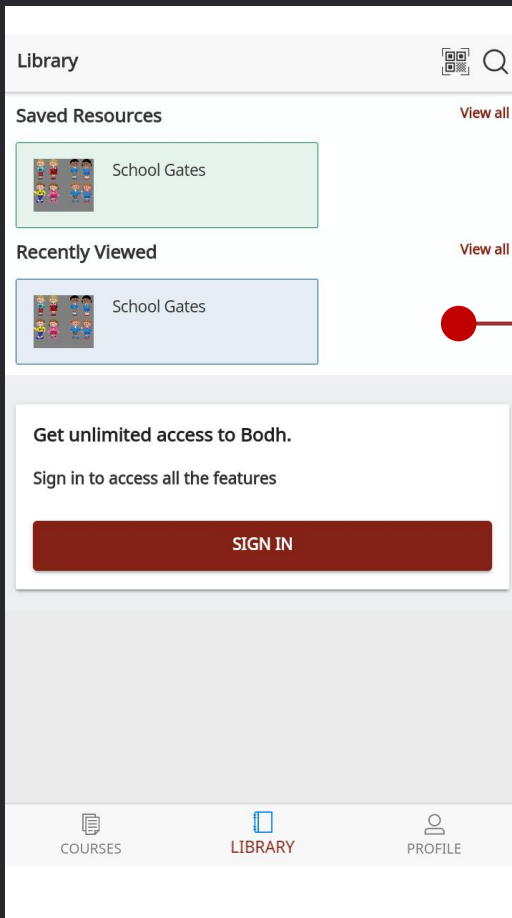 Library
Saved Resources
View all
School Gates
Recently Viewed
View all
School Gates
Get unlimited access to Bodh.
Sign in to access all the features
SIGN IN
COURSES
LIBRARY
PROFILE